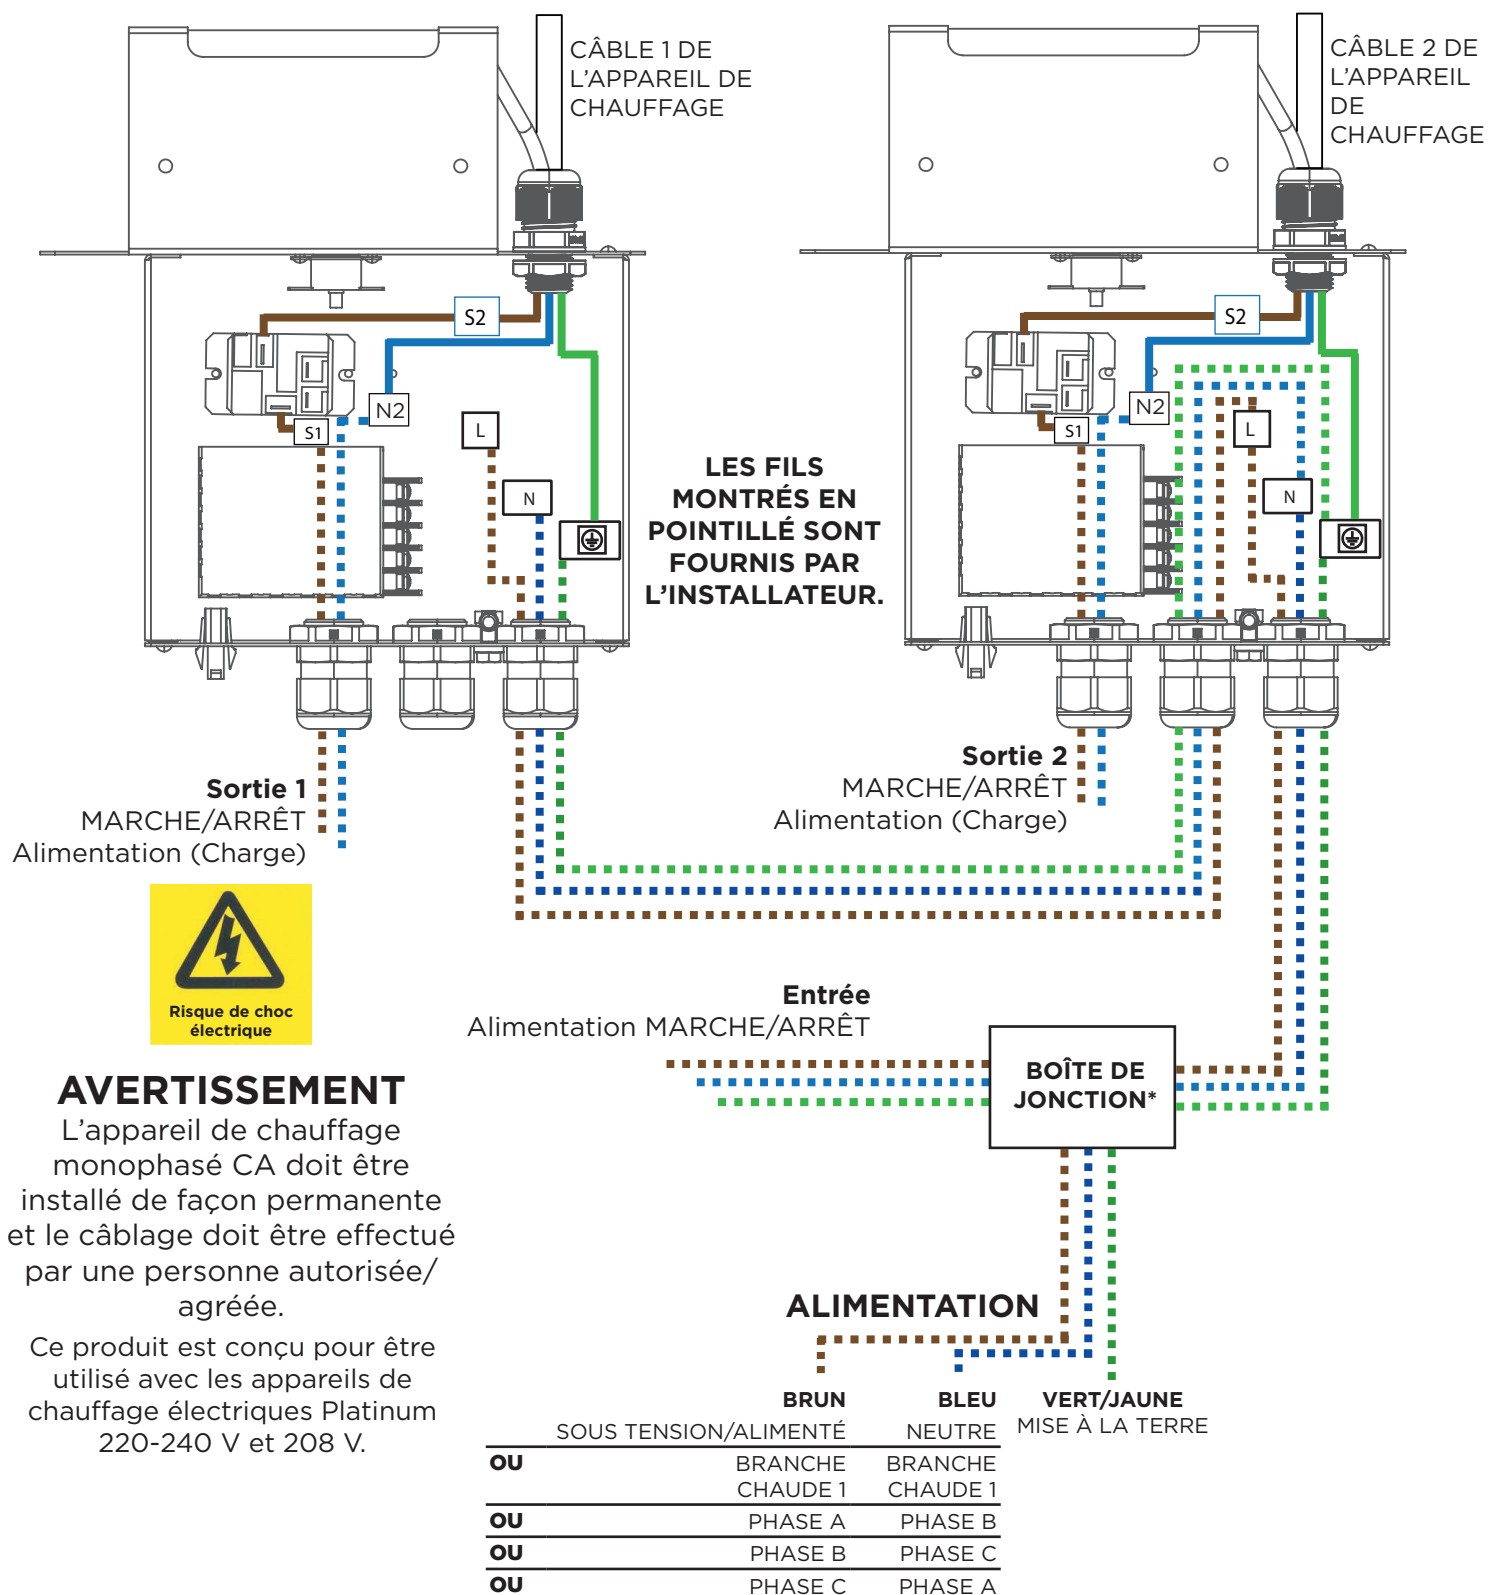 CÂBLE 1 DE
L’APPAREIL DE
CHAUFFAGE
CÂBLE 2 DE
L’APPAREIL
DE
CHAUFFAGE
S2
N2
S1
L
N
S2
N2
S1
L
N
LES FILS
MONTRÉS EN
POINTILLÉ SONT
FOURNIS PAR
L’INSTALLATEUR.
Sortie 1
MARCHE/ARRÊT
Alimentation (Charge)
Sortie 2
MARCHE/ARRÊT
Alimentation (Charge)
Risque de choc
électrique
Entrée
Alimentation MARCHE/ARRÊT
BOÎTE DE
JONCTION*
AVERTISSEMENT
L’appareil de chauffage
monophasé CA doit être
installé de façon permanente
et le câblage doit être effectué
par une personne autorisée/
agréée.
Ce produit est conçu pour être
utilisé avec les appareils de
chauffage électriques Platinum
220-240 V et 208 V.
ALIMENTATION
BRUN BLEU VERT/JAUNE
SOUS TENSION/ALIMENTÉ NEUTRE MISE À LA TERRE
OU BRANCHE BRANCHE
CHAUDE 1 CHAUDE 1
OU PHASE A PHASE B
OU PHASE B PHASE C
OU PHASE C PHASE A